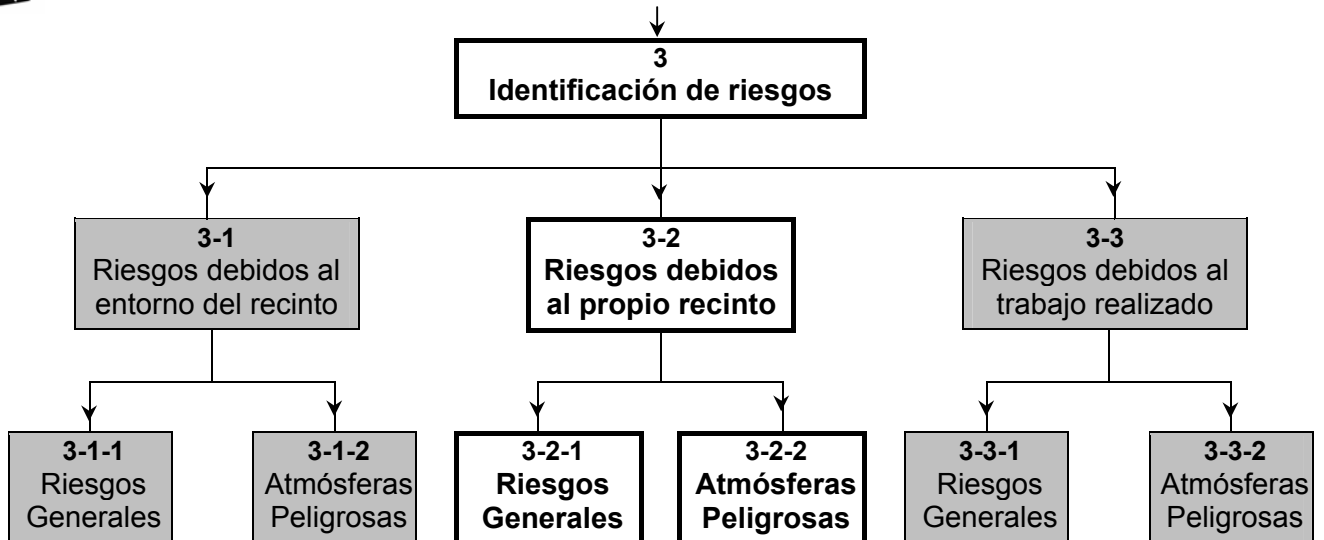 3
Identificación de riesgos
3-1
Riesgos debidos al
entorno del recinto
3-2
Riesgos debidos
al propio recinto
3-3
Riesgos debidos al
trabajo realizado
3-1-1
Riesgos
Generales
3-1-2
Atmósferas
Peligrosas
3-2-1
Riesgos
Generales
3-2-2
Atmósferas
Peligrosas
3-3-1
Riesgos
Generales
3-3-2
Atmósferas
Peligrosas